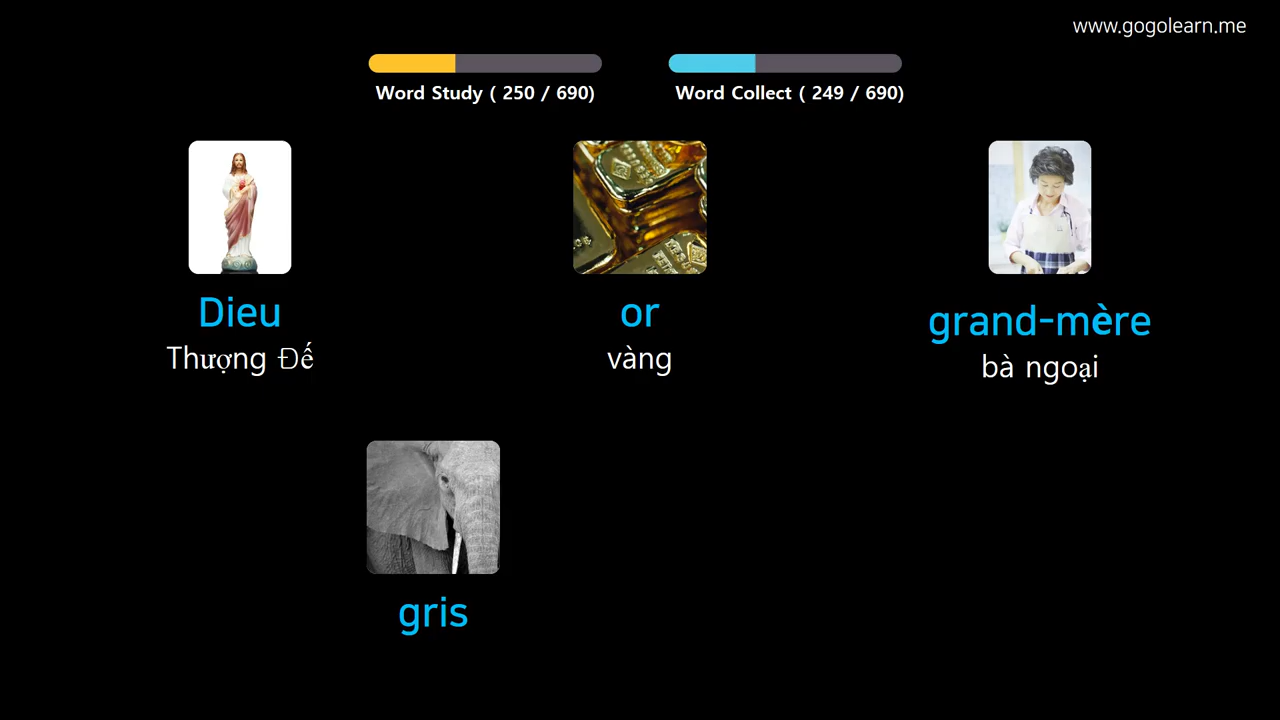 www.gogolearn.me
Word Study ( 250 / 690)
Word Collect ( 249 / 690)
Dieu
Thượng Đế
or
vàng
grand-mère
bà ngoại
gris